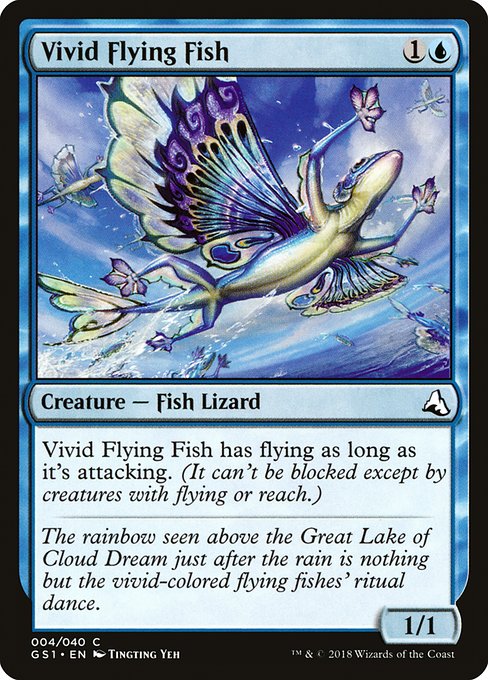 Vivid Flying Fish 1
Creature — Fish Lizard
Vivid Flying Fish has flying as long as
it's attacking. (It can't be blocked except by
creatures with flying or reach.)
The rainbow seen above the Great Lake of
Cloud Dream just after the rain is nothing
but the vivid-colored flying fishes' ritual
dance.
1/1
004/040 C
GS1 • EN Tingting Yeh
™ & © 2018 Wizards of the Coast